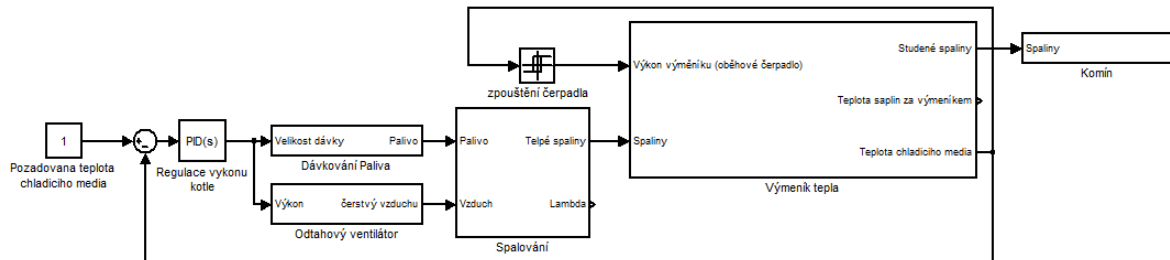 Studené spaliny
Spaliny
Komín
Výkon výměníku (oběhové čerpadlo)
zpouštění čerpadla
Teplota saplin za výmeníkem
1
PID(s)
Velikost dávky
Palivo
Palivo
Telpé spaliny
Spaliny
Teplota chladicího media
Pozadovana teplota
chladiciho media
Regulace vykonu
kotle
Dávkování Paliva
Výmeník tepla
Výkon
čerstvý vzduchu
Vzduch
Lambda
Odtahový ventilátor
Spalování